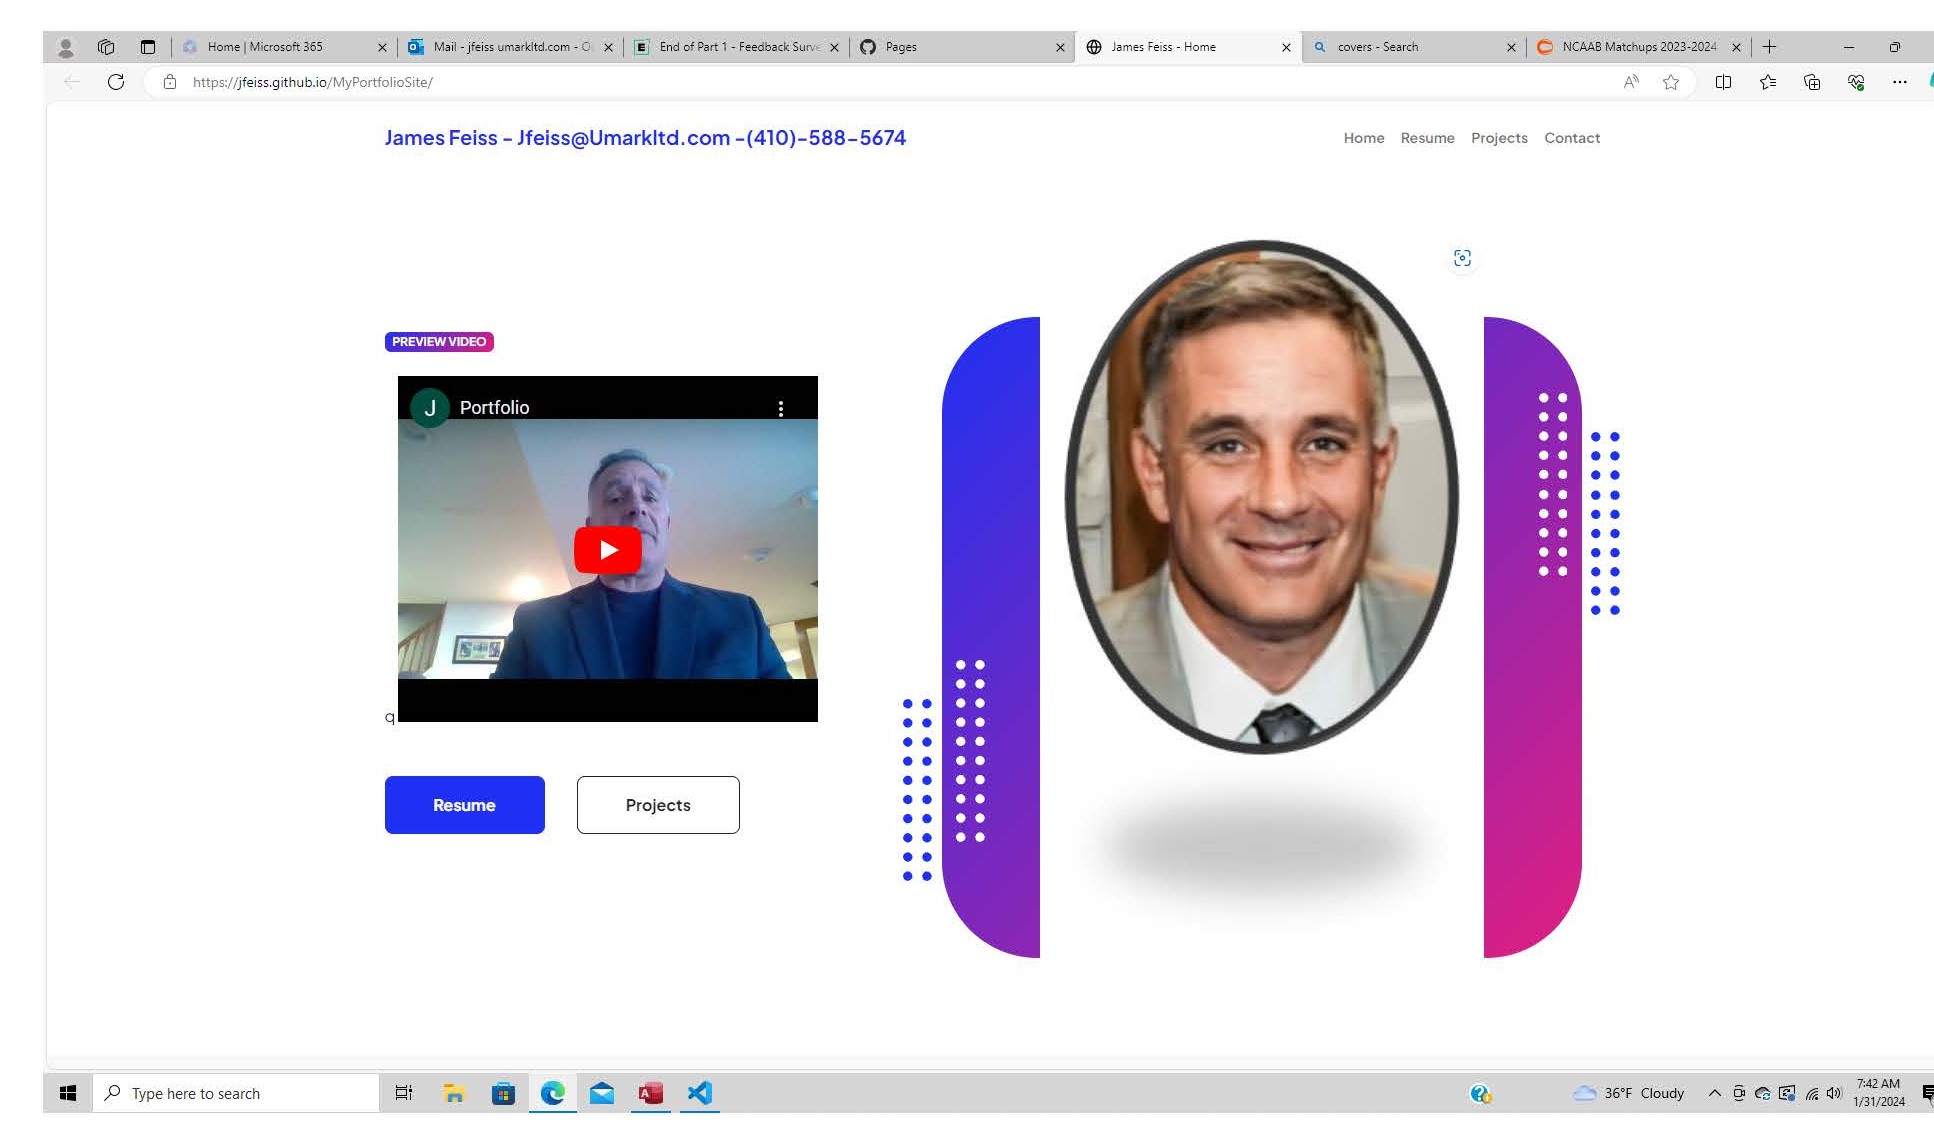 Home | Microsoft 365
Mail - jfeiss umarkltd.com - O
E
End of Part 1 - Feedback Surve
Pages
James Feiss - Home
covers - Search
NCAAB Matchups 2023-2024
https://jfeiss.github.io/MyPortfolioSite/
James Feiss - Jfeiss@Umarkltd.com -(410)-588-5674
Home Resume Projects Contact
PREVIEW VIDEO
J Portfolio
q
Resume Projects
Type here to search
A
36°F Cloudy
7:42 AM
1/31/2024